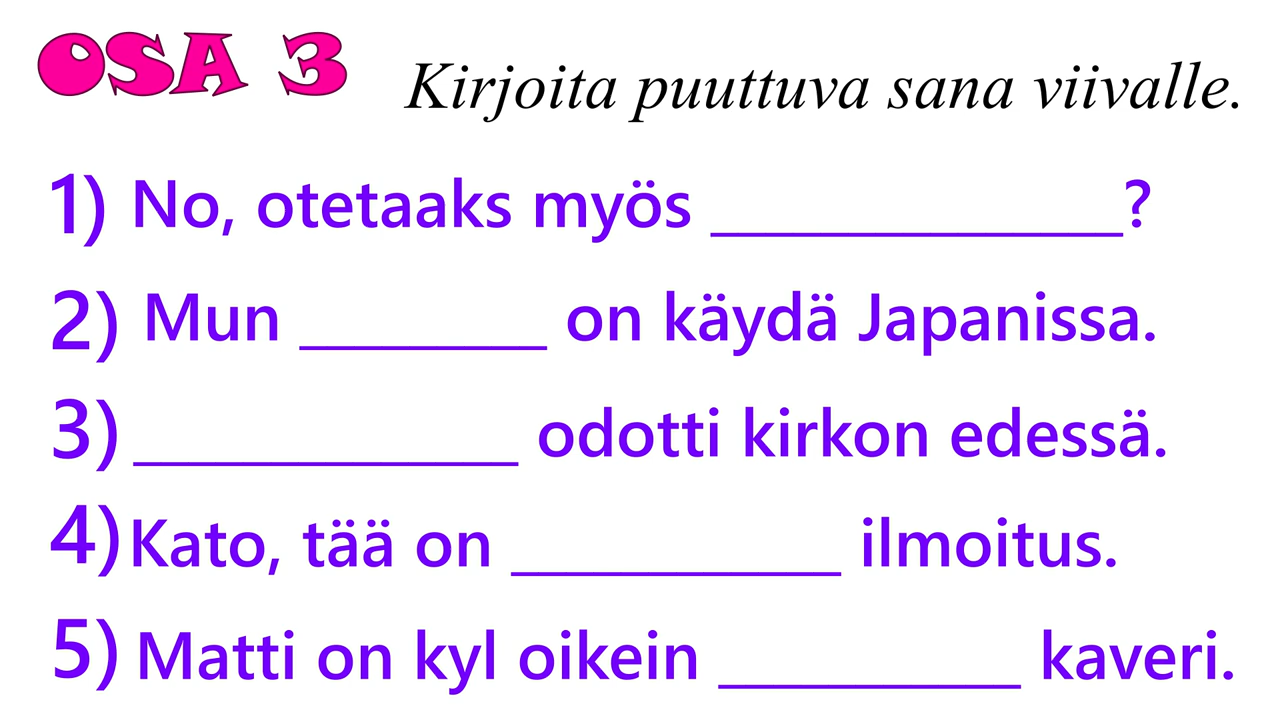 OSA 3 Kirjoita puuttuva sana viivalle.
1) No, otetaaks myös _______________?
2) Mun _________ on käydä Japanissa.
3) ______________ odotti kirkon edessä.
4) Kato, tää on ____________ ilmoitus.
5) Matti on kyl oikein ___________ kaveri.